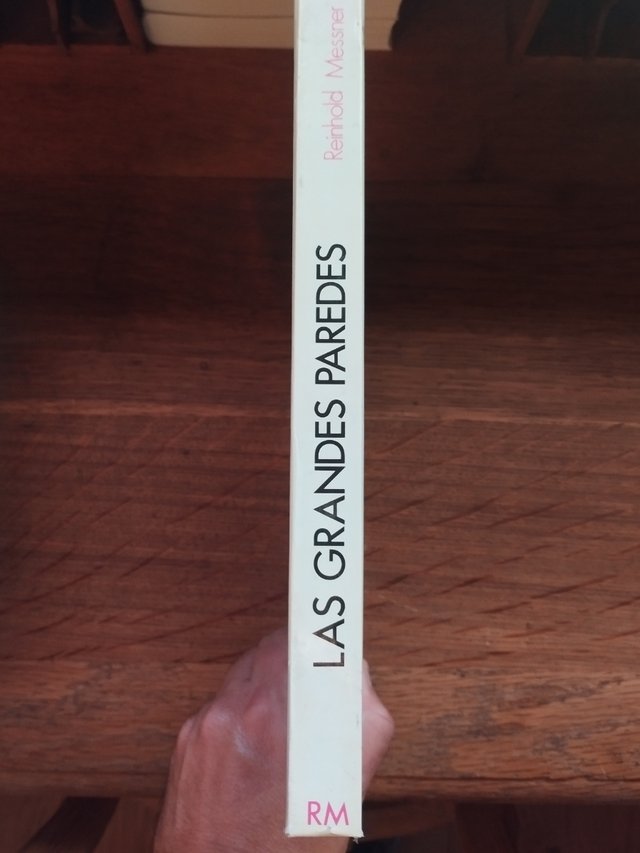 Reinhold Messner
LAS GRANDES PAREDES
RM